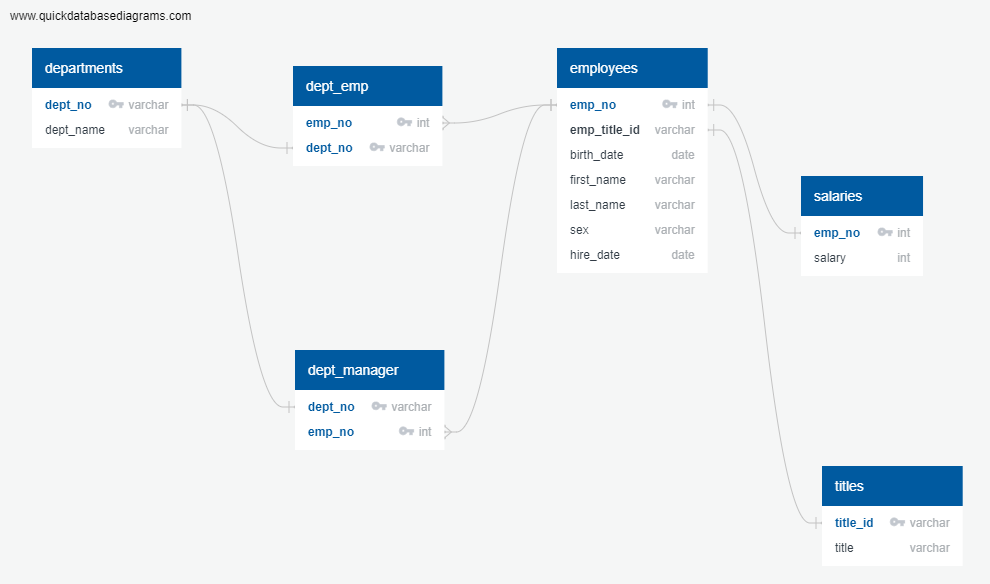 www.quickdatabasediagrams.com
departments
dept_no varchar
dept_name varchar
dept_emp
emp_no int
dept_no varchar
employees
emp_no int
emp_title_id varchar
birth_date date
first_name varchar
last_name varchar
sex varchar
hire_date date
salaries
emp_no int
salary int
dept_manager
dept_no varchar
emp_no int
titles
title_id varchar
title varchar